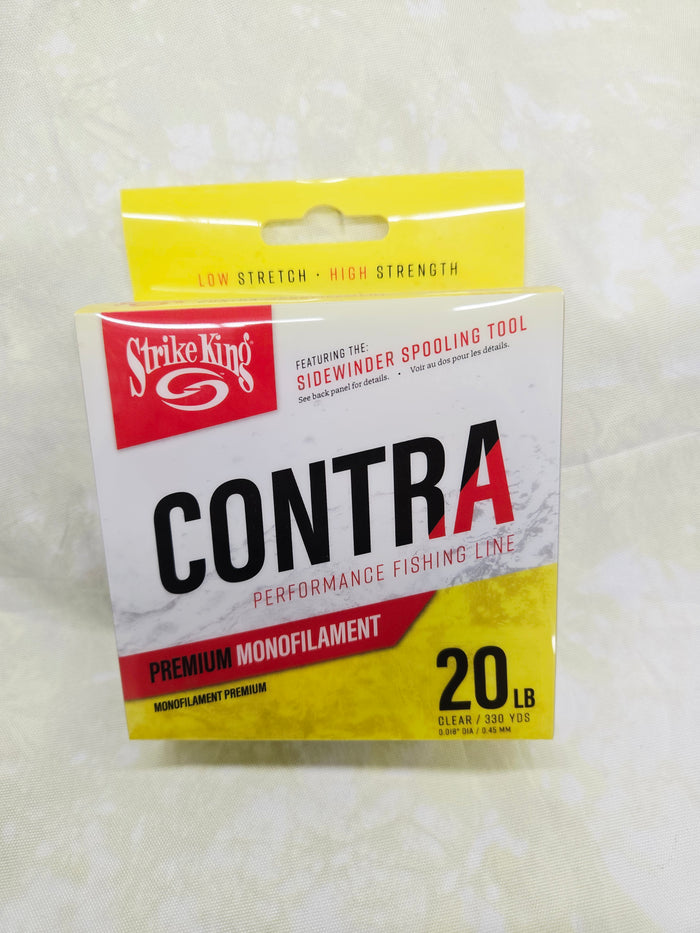 LOW STRETCH · HIGH STRENGTH
Strike King
FEATURING THE:
SIDEWINDER SPOOLING TOOL
See back panel for details. • Voir au dos pour les détails.
CONTRA
PERFORMANCE FISHING LINE
PREMIUM MONOFILAMENT
MONOFILAMENT PREMIUM
20 LB
CLEAR / 330 YDS
0.018" DIA / 0.45 MM